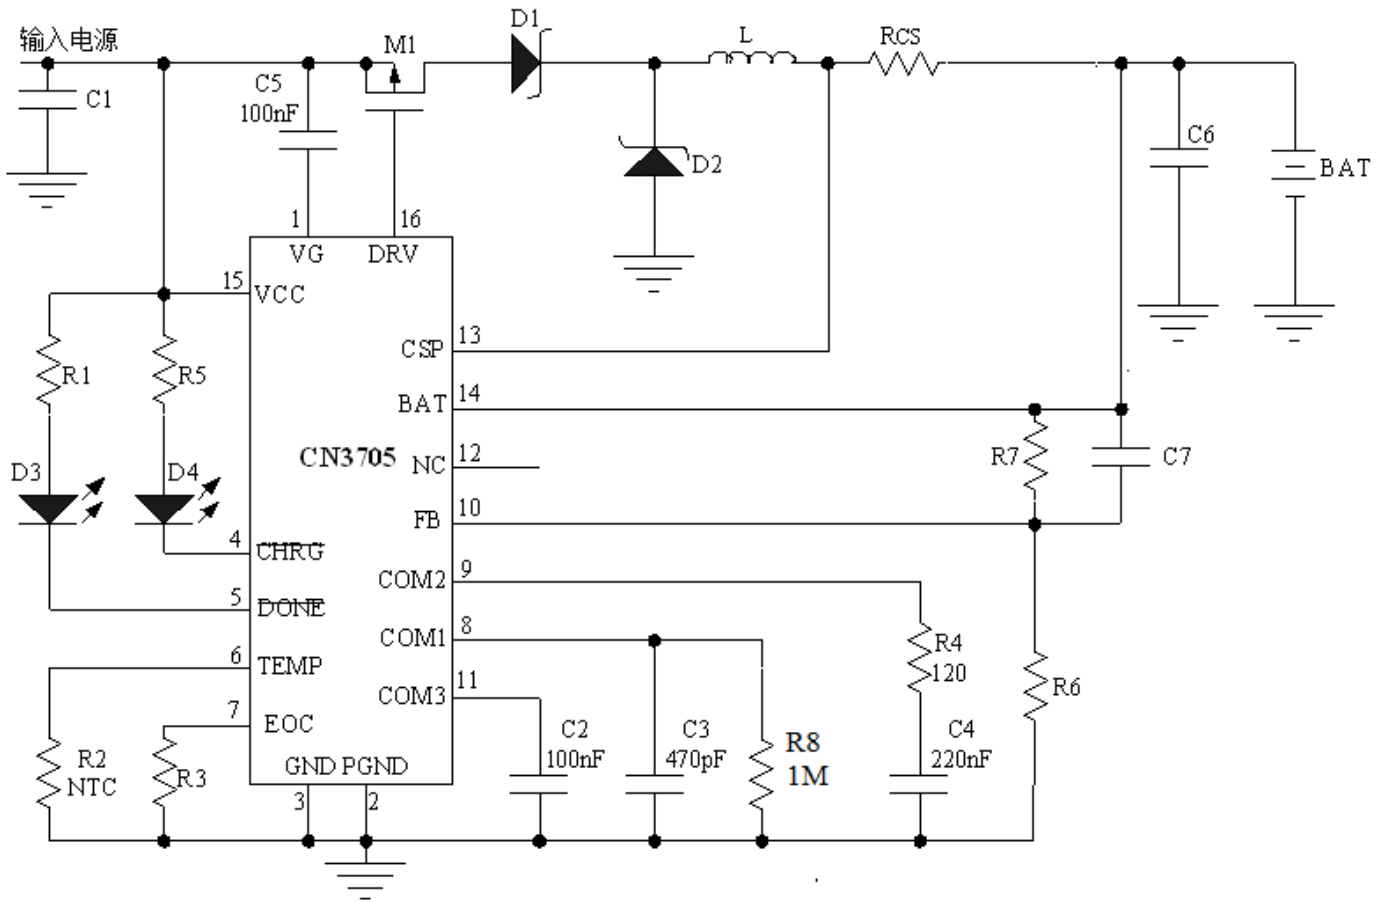 输入电源
C1
C5
100nF
M1
D1
L
RCS
D2
C6
BAT
1
16
VG
DRV
15
VCC
R1
R5
CSP
13
BAT
14
CN3705
NC
12
R7
C7
D3
D4
FB
10
4
CHRG
COM2
9
5
DONE
COM1
8
R4
120
6
TEMP
COM3
11
R6
7
EOC
C2
100nF
C3
470pF
R8
1M
C4
220nF
R2
NTC
R3
GND PGND
3
2